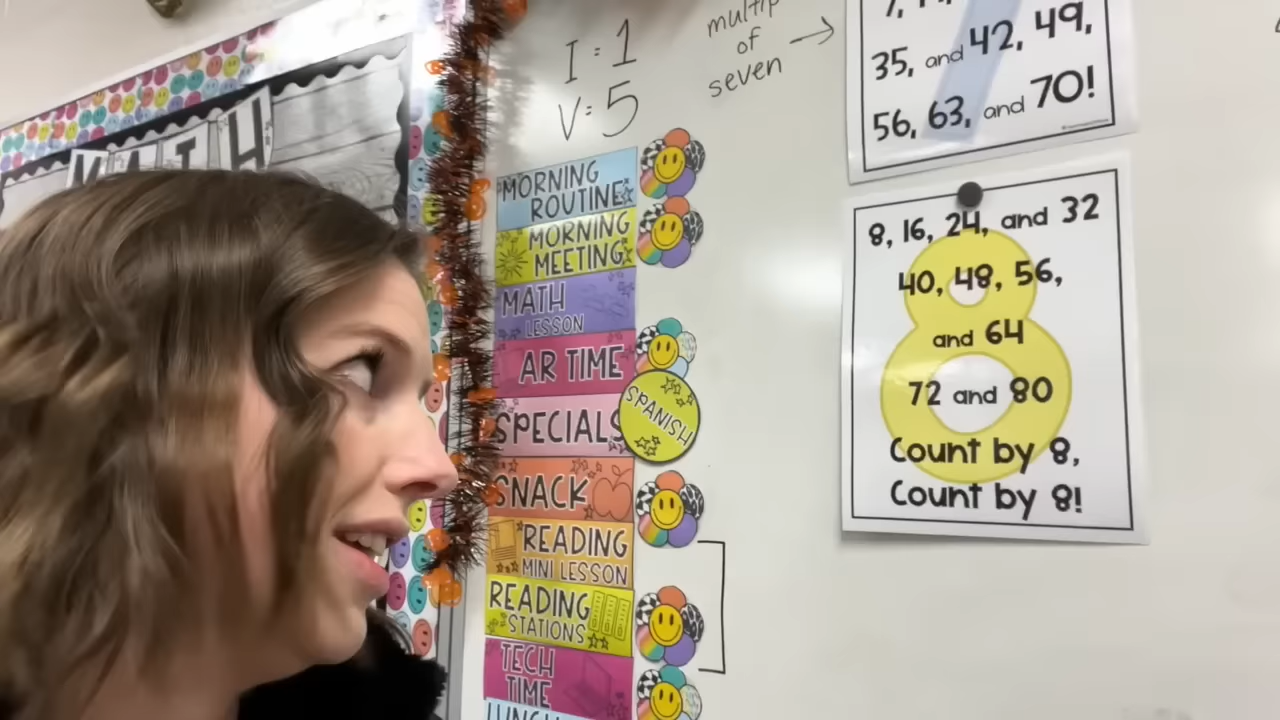 MATH
I = 1
V = 5
multip
of
seven
35, and 42, 49,
56, 63, and 70!
8, 16, 24, and 32
40, 48, 56,
and 64
72 and 80
Count by 8,
Count by 8!
MORNING
ROUTINE
MORNING
MEETING
MATH
LESSON
AR TIME
SPECIALS
SPANISH
SNACK
READING
MINI LESSON
READING
STATIONS
TECH
TIME
LUNCH